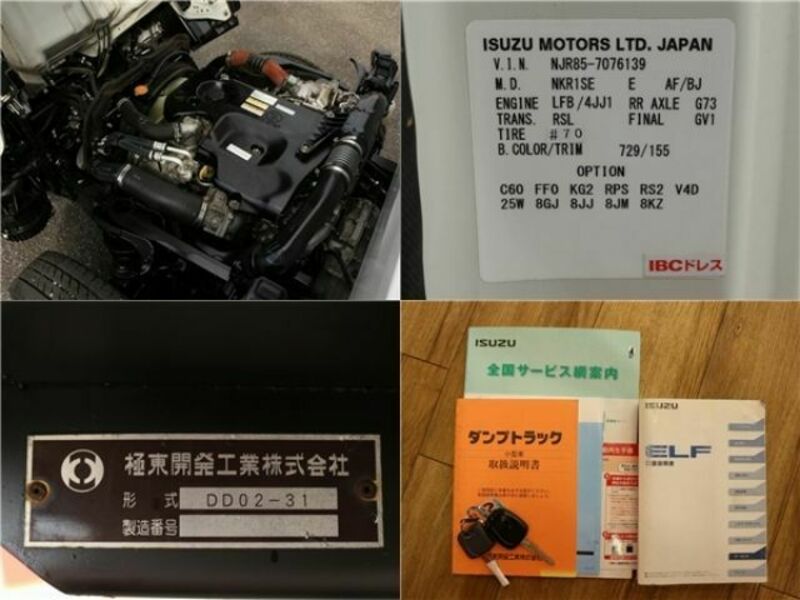 ISUZU MOTORS LTD. JAPAN
V.I.N. NJR85-7076139
M.D. NKR1SE E AF/BJ
ENGINE LFB/4JJ1 RR AXLE G73
TRANS. RSL FINAL GV1
TIRE #70
B.COLOR/TRIM 729/155
OPTION
C60 FF0 KG2 RPS RS2 V4D
25W 8GJ 8JJ 8JM 8KZ
IBCドレス
極東開発工業株式会社
形 式 DD02-31
製造番号
ISUZU
全国サービス網案内
ダンプトラック
小型車
取扱説明書
ISUZU
ELF